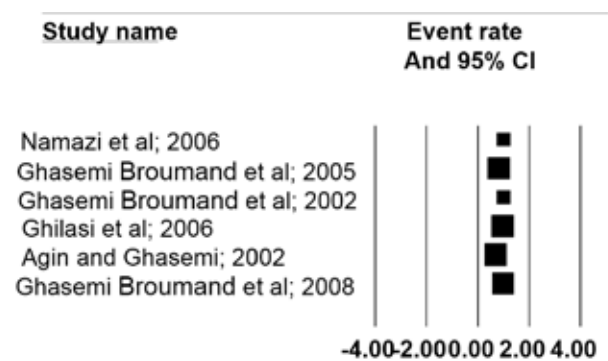 Study name
Event rate
And 95% CI
Namazi et al; 2006
Ghasemi Broumand et al; 2005
Ghasemi Broumand et al; 2002
Ghilasi et al; 2006
Agin and Ghasemi; 2002
Ghasemi Broumand et al; 2008
-4.00-2.000.00 2.00 4.00